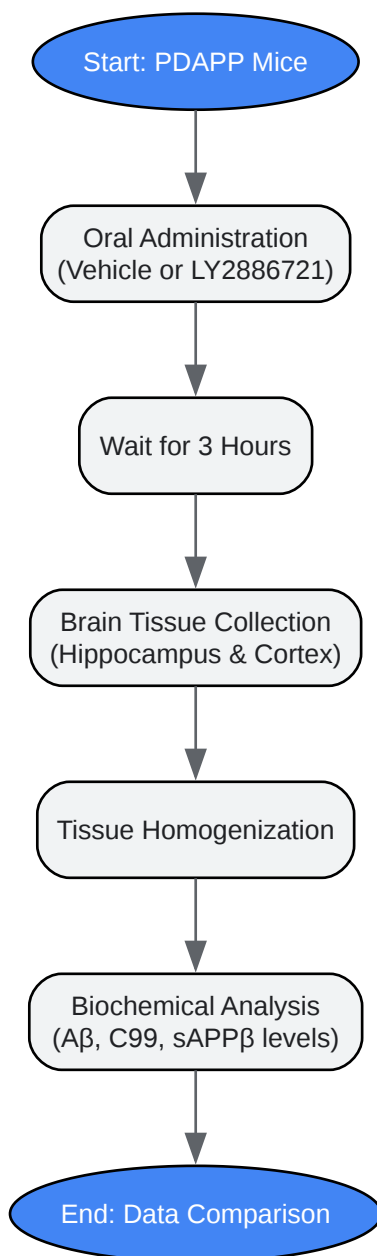 Start: PDAPP Mice
Oral Administration
(Vehicle or LY2886721)
Wait for 3 Hours
Brain Tissue Collection
(Hippocampus & Cortex)
Tissue Homogenization
Biochemical Analysis
(Aβ, C99, sAPPβ levels)
End: Data Comparison